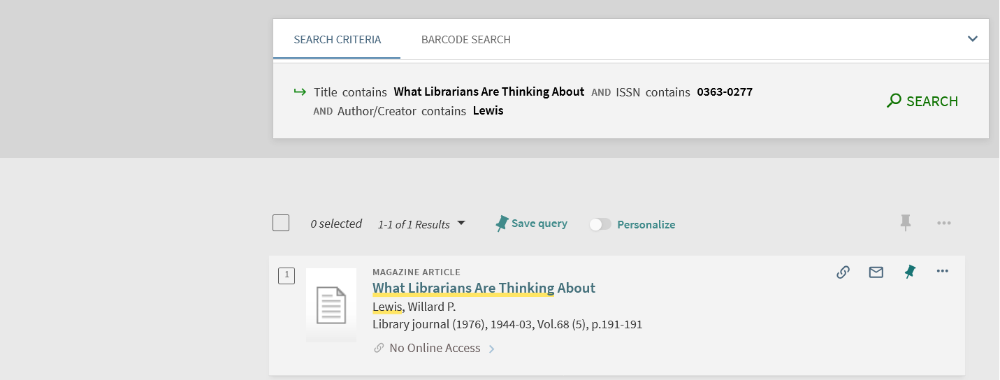 SEARCH CRITERIA BARCODE SEARCH
Title contains What Librarians Are Thinking About AND ISSN contains 0363-0277
AND Author/Creator contains Lewis
SEARCH
0 selected 1-1 of 1 Results Save query Personalize
1
MAGAZINE ARTICLE
What Librarians Are Thinking About
Lewis, Willard P.
Library journal (1976), 1944-03, Vol.68 (5), p.191-191
No Online Access